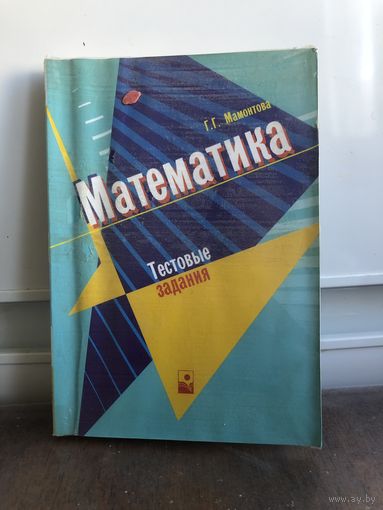 Г.Г. Мамонтова
Математика
Тестовые
задания
www.ay.by